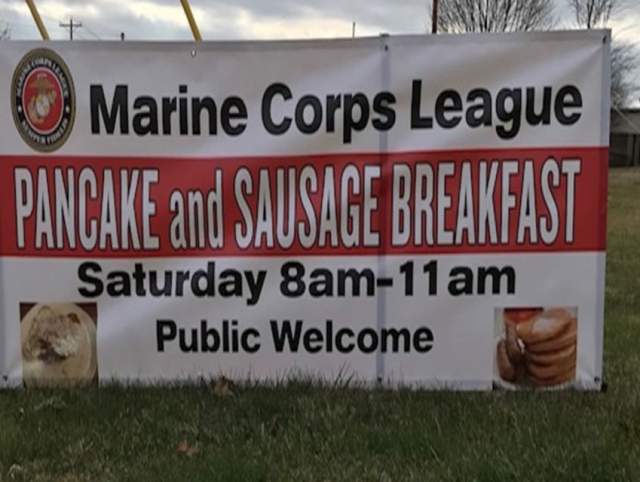 Marine Corps League
PANCAKE and SAUSAGE BREAKFAST
Saturday 8am-11am
Public Welcome